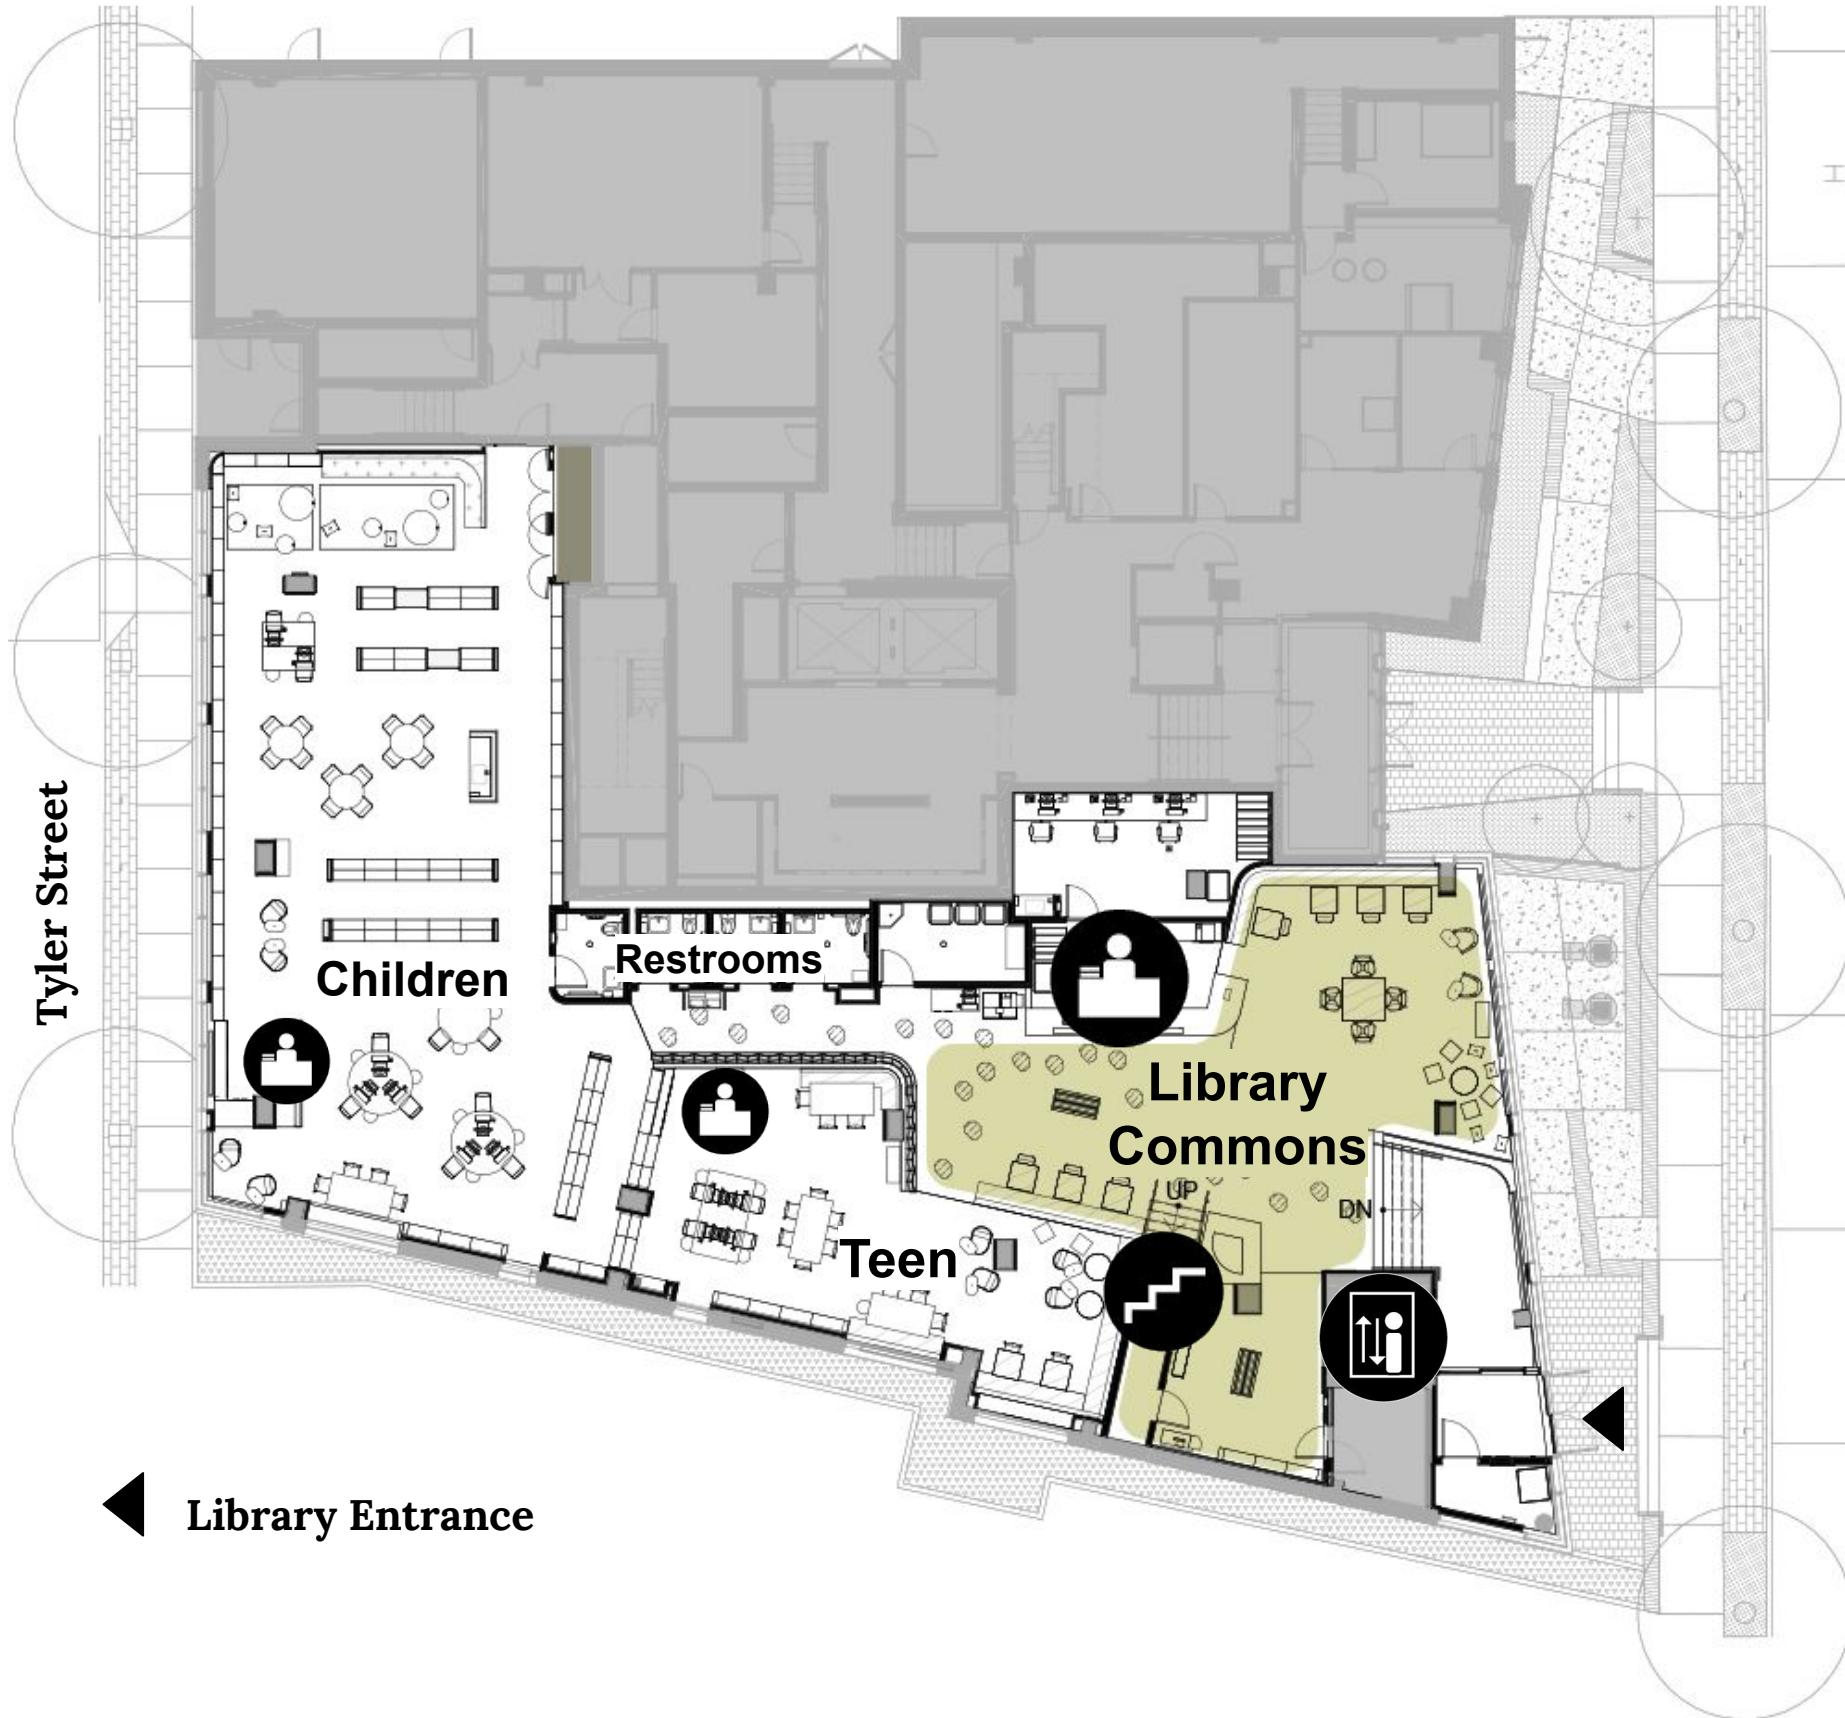 Tyler Street
Restrooms
Children
Library
Commons
UP
DN
Teen
Library Entrance